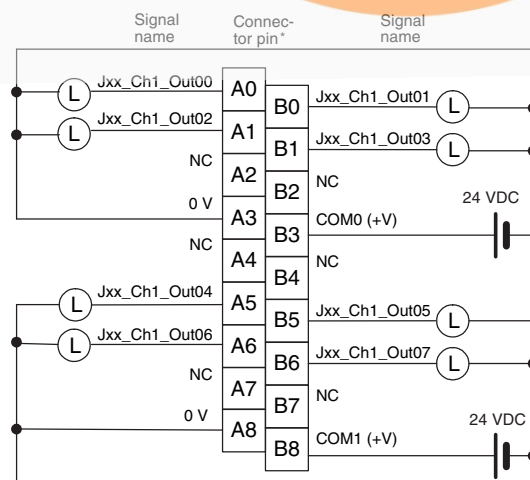 Signal name
Connec- tor pin*
Signal name
Jxx_Ch1_Out00
L
A0
B0
Jxx_Ch1_Out01
L
Jxx_Ch1_Out02
L
A1
B1
Jxx_Ch1_Out03
L
NC
A2
B2
NC
24 VDC
0 V
A3
B3
COM0 (+V)
NC
A4
B4
NC
Jxx_Ch1_Out04
L
A5
B5
Jxx_Ch1_Out05
L
Jxx_Ch1_Out06
L
A6
B6
Jxx_Ch1_Out07
L
NC
A7
B7
NC
24 VDC
0 V
A8
B8
COM1 (+V)